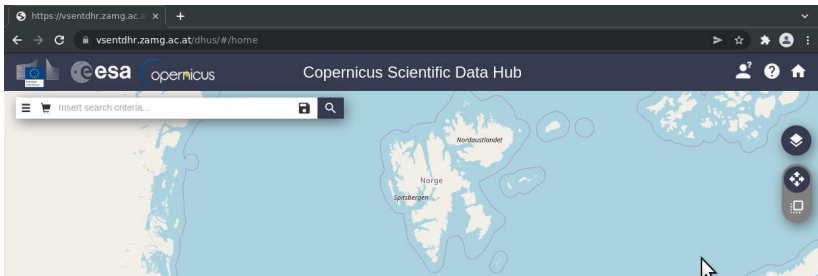 https://vsentdhr.zamg.ac.a
vsentdhr.zamg.ac.at/dhus/#/home
esa opernicus Copernicus Scientific Data Hub
Insert search criteria...
Nordaustlandet
Norge
Spitsbergen